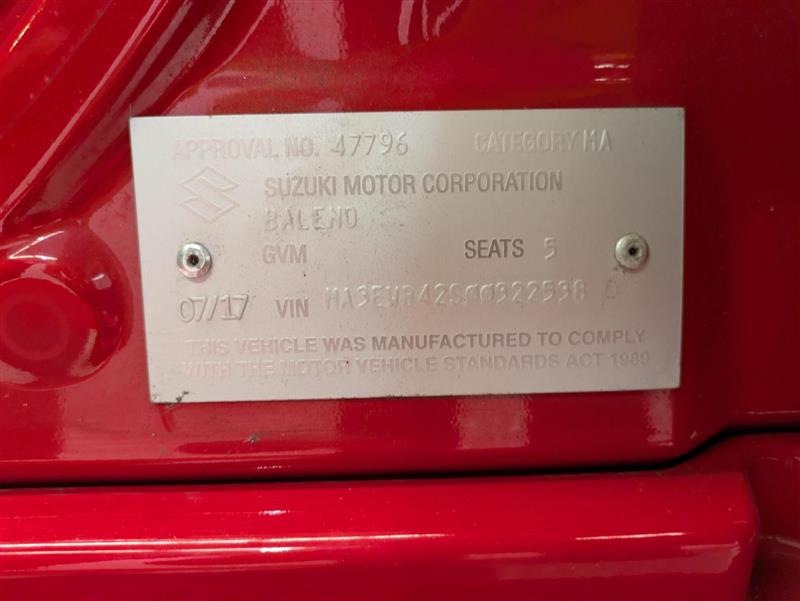 APPROVAL NO. 47796 CATEGORY MA
SUZUKI MOTOR CORPORATION
BALENO
GVM SEATS 5
07/17 VIN
THIS VEHICLE WAS MANUFACTURED TO COMPLY
WITH THE MOTOR VEHICLE STANDARDS ACT 1989